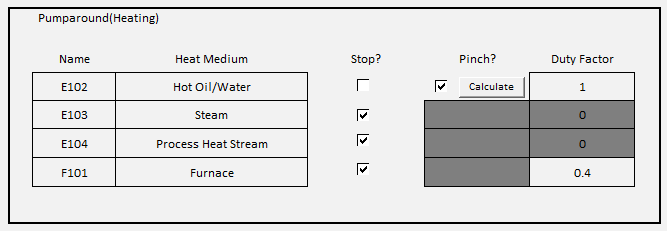 Pumparound(Heating)
Name Heat Medium Stop? Pinch? Duty Factor
E102 Hot Oil/Water Calculate 1
E103 Steam 0
E104 Process Heat Stream 0
F101 Furnace 0.4